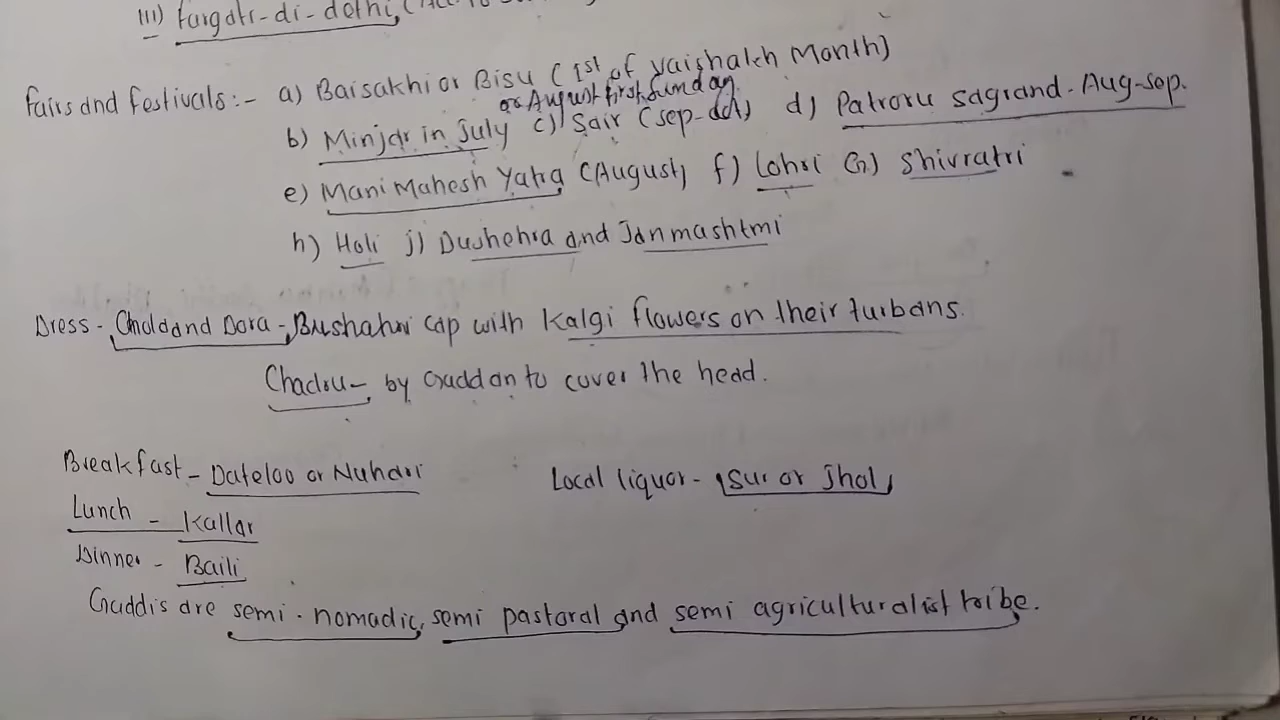 III) furgati-di-dethi,
Fairs and Festivals:- a) Baisakhi or Bisu (1st of Vaishakh Month)
or August first Sunday
b) Minjar in July c) Sair (sep-oct) d) Patroru Sagrand-Aug-Sep.
e) Mani Mahesh Yatra (August) f) Lohri G) Shivratri
h) Holi j) Dushehra and Janmashtmi
Dress - Chola and Dora - Bushahri cap with Kalgi flowers on their turbans.
Chadru- by Gaddan to cover the head.
Breakfast - Dateloo or Nuhari
Local liquor- Sur or Jhol
Lunch - Kallar
Dinner - Baili
Gaddis are semi-nomadic, semi pastoral and semi agriculturalist tribe.